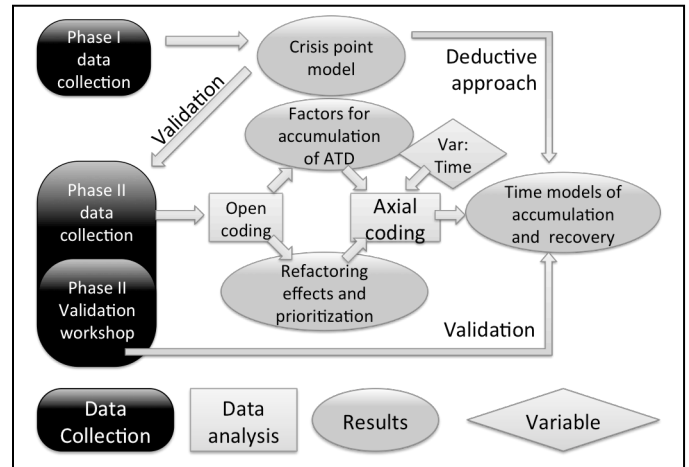 Phase I
data
collection
Crisis point
model
Deductive
approach
Validation
Factors for
accumulation
of ATD
Var:
Time
Phase II
data
collection
Open
coding
Axial
coding
Time models of
accumulation
and recovery
Phase II
Validation
workshop
Refactoring
effects and
prioritization
Validation
Data
Collection
Data
analysis
Results
Variable